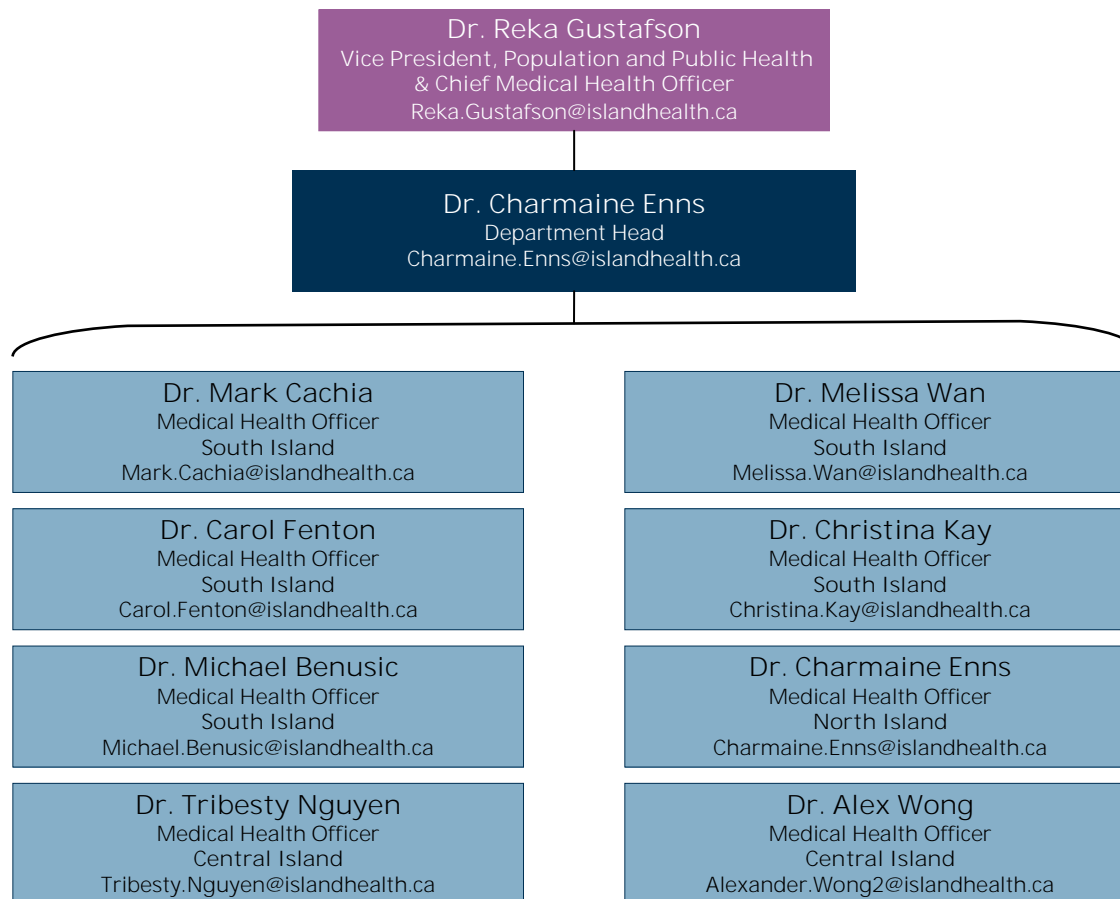 Dr. Reka Gustafson
Vice President, Population and Public Health
& Chief Medical Health Officer
Reka.Gustafson@islandhealth.ca
Dr. Charmaine Enns
Department Head
Charmaine.Enns@islandhealth.ca
Dr. Mark Cachia
Medical Health Officer
South Island
Mark.Cachia@islandhealth.ca
Dr. Melissa Wan
Medical Health Officer
South Island
Melissa.Wan@islandhealth.ca
Dr. Carol Fenton
Medical Health Officer
South Island
Carol.Fenton@islandhealth.ca
Dr. Christina Kay
Medical Health Officer
South Island
Christina.Kay@islandhealth.ca
Dr. Michael Benusic
Medical Health Officer
South Island
Michael.Benusic@islandhealth.ca
Dr. Charmaine Enns
Medical Health Officer
North Island
Charmaine.Enns@islandhealth.ca
Dr. Tribesty Nguyen
Medical Health Officer
Central Island
Tribesty.Nguyen@islandhealth.ca
Dr. Alex Wong
Medical Health Officer
Central Island
Alexander.Wong2@islandhealth.ca